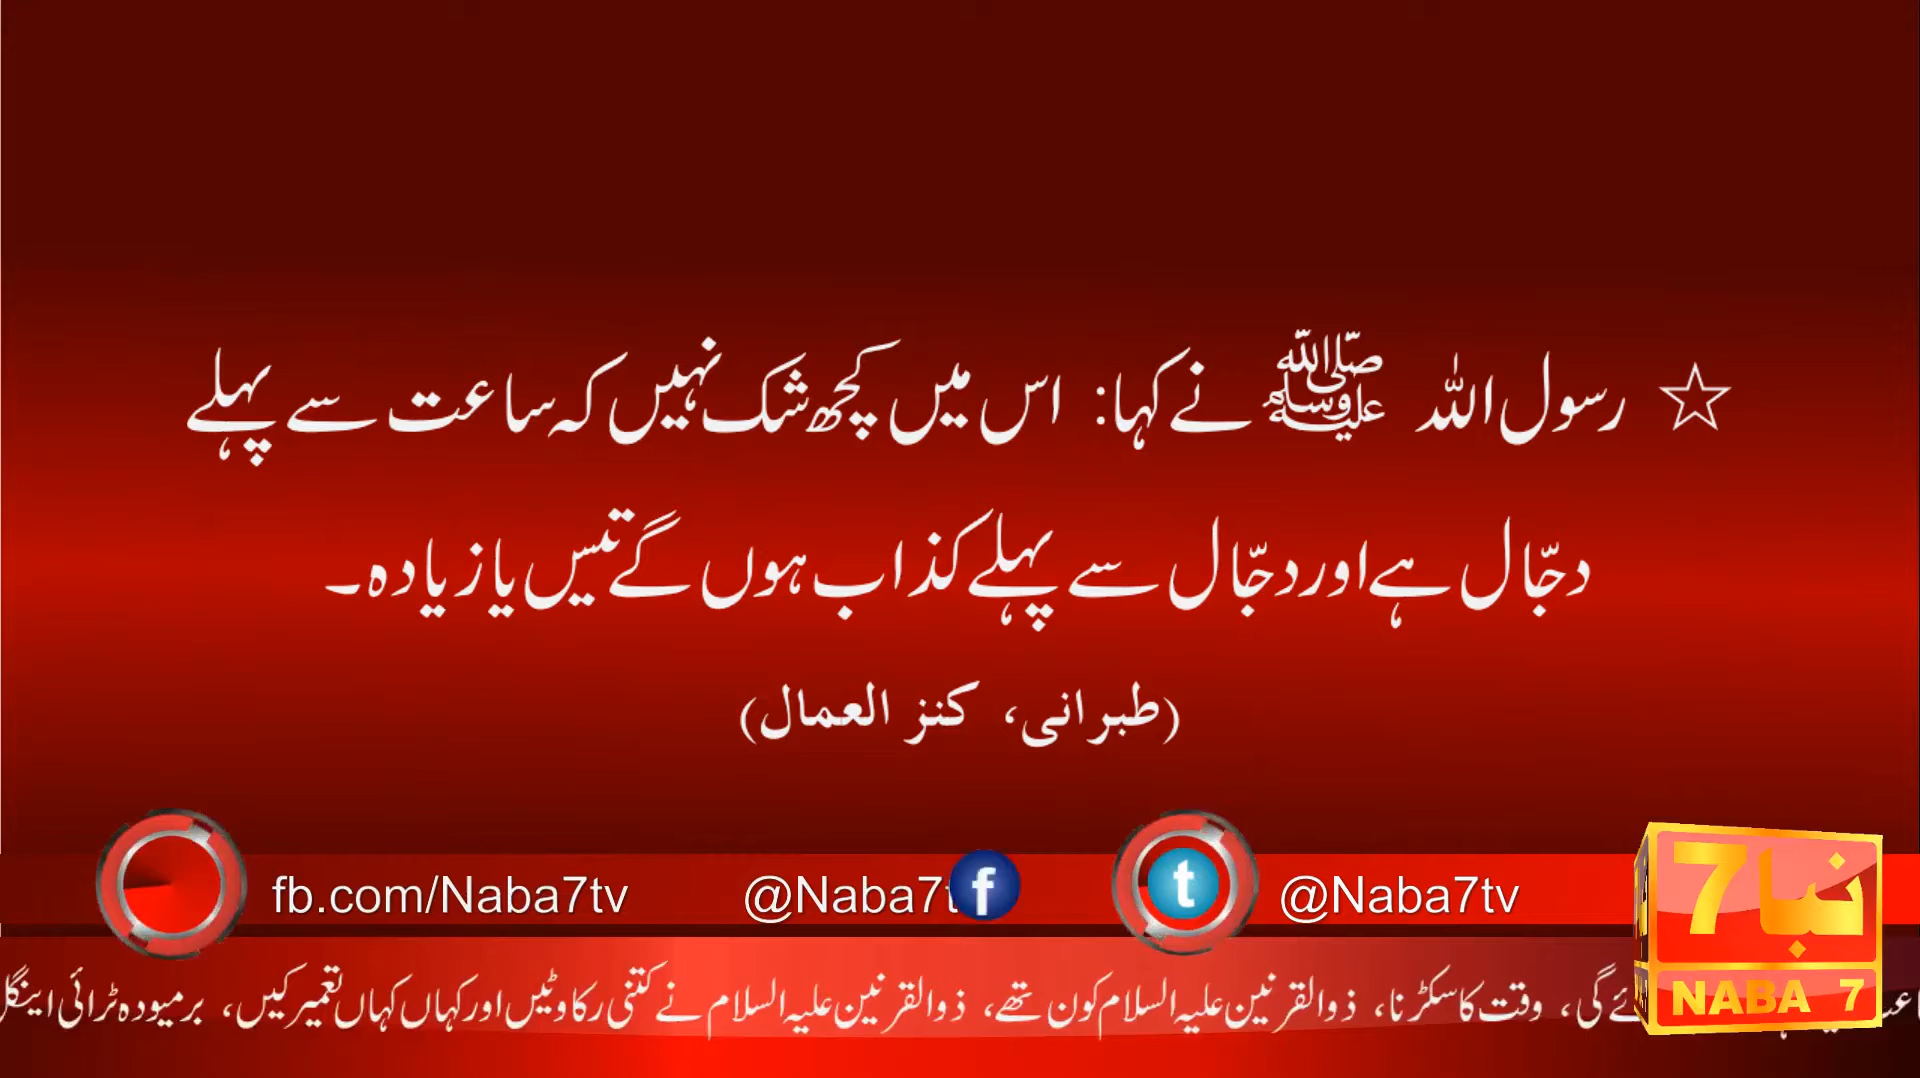 ☆ رسول اللہ ﷺ نے کہا: اس میں کچھ شک نہیں کہ ساعت سے پہلے
دجّال ہے اور دجّال سے پہلے کذاب ہوں گے تیس یا زیادہ۔
(طبرانی، کنز العمال)
fb.com/Naba7tv @Naba7t f t @Naba7tv
نبا 7
NABA 7
ئے گی، وقت کا سکڑنا، ذوالقرنین علیہ السلام کون تھے، ذوالقرنین علیہ السلام نے کتنی رکاوٹیں اور کہاں کہاں تعمیر کیں، برمیودہ ٹرائی اینگل